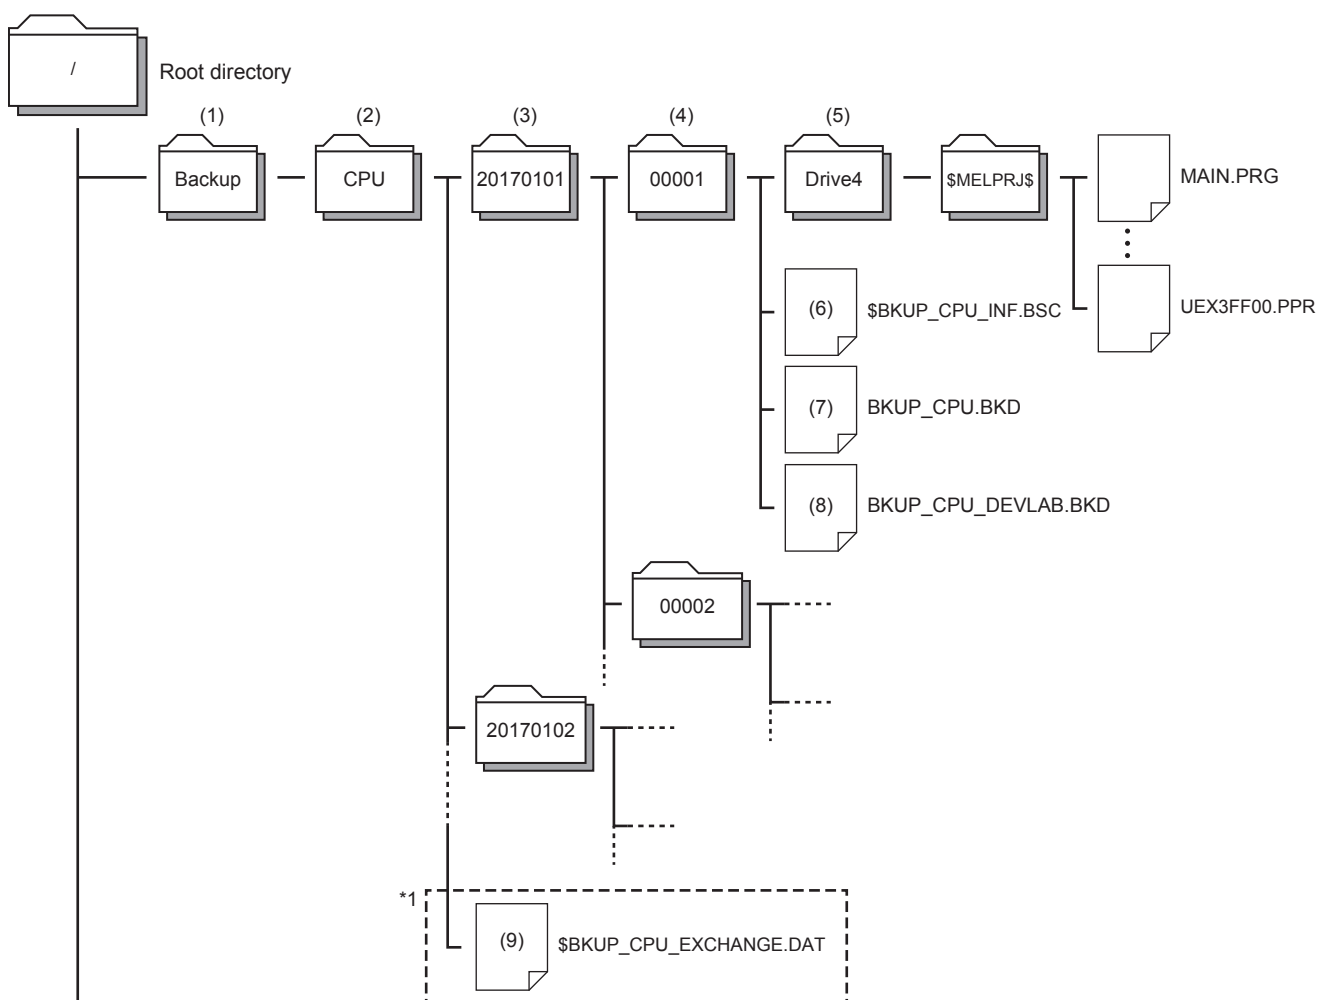 /
Root directory
(1)
(2)
(3)
(4)
(5)
Backup
CPU
20170101
00001
Drive4
$MELPRJ$
MAIN.PRG
UEX3FF00.PPR
(6)
$BKUP_CPU_INF.BSC
(7)
BKUP_CPU.BKD
(8)
BKUP_CPU_DEVLAB.BKD
00002
20170102
*1
(9)
$BKUP_CPU_EXCHANGE.DAT